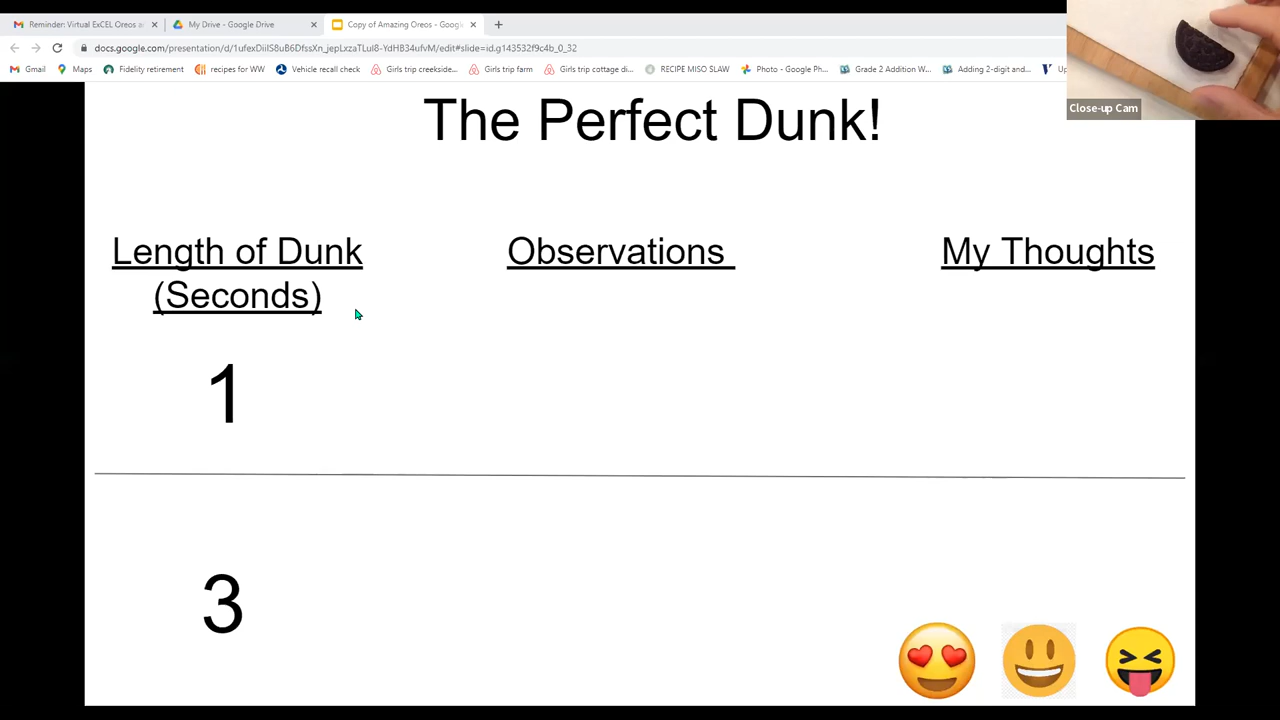 Reminder: Virtual ExCEL Oreos a
My Drive - Google Drive
Copy of Amazing Oreos - Googl
docs.google.com/presentation/d/1ufexDiiIS8uB6DfssXn_jepLxzaTLuI8-YdHB34ufvM/edit#slide=id.g143532f9c4b_0_32
Gmail
Maps
Fidelity retirement
recipes for WW
Vehicle recall check
Girls trip creekside...
Girls trip farm
Girls trip cottage di...
RECIPE MISO SLAW
Photo - Google Ph...
Grade 2 Addition W...
Adding 2-digit and...
Close-up Cam
The Perfect Dunk!
Length of Dunk
(Seconds)
Observations
My Thoughts
1
3